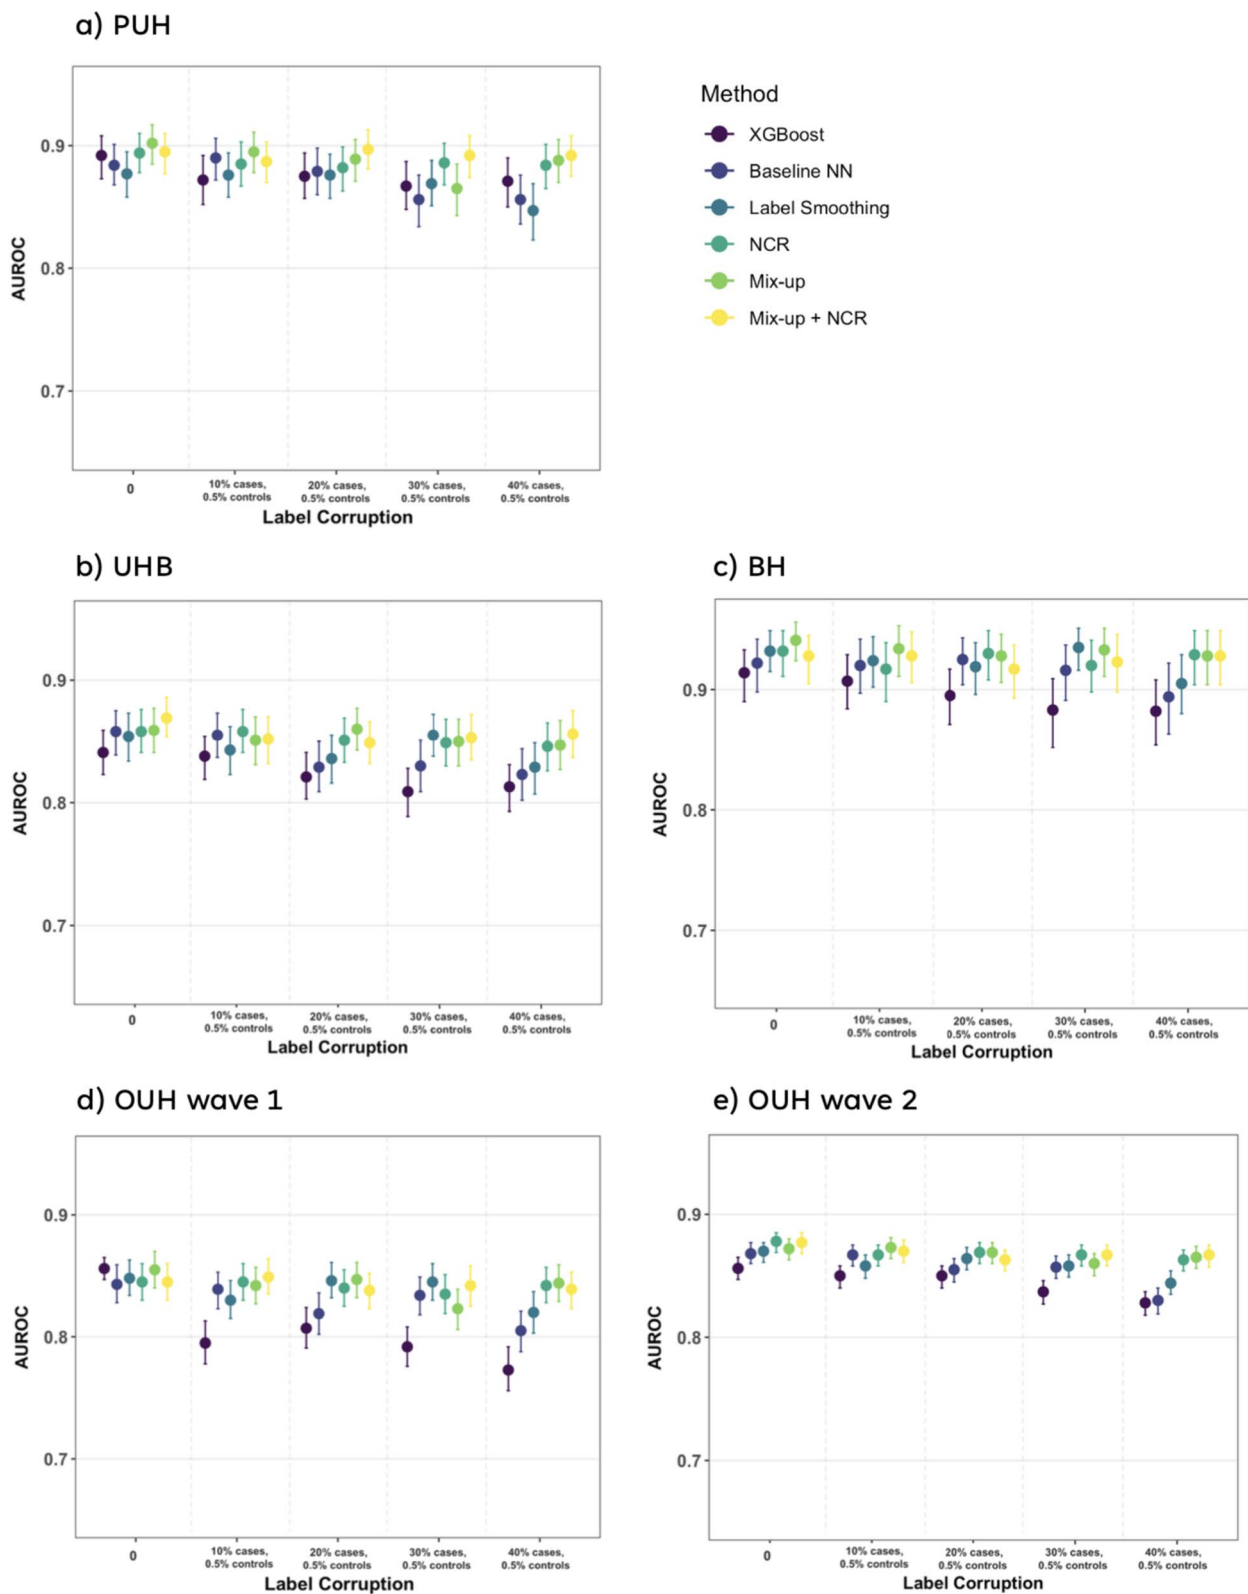 a) PUH
AUROC
0.9
0.8
0.7
0
10% cases,
0.5% controls
20% cases,
0.5% controls
30% cases,
0.5% controls
40% cases,
0.5% controls
Label Corruption
Method
XGBoost
Baseline NN
Label Smoothing
NCR
Mix-up
Mix-up + NCR
b) UHB
AUROC
0.9
0.8
0.7
0
10% cases,
0.5% controls
20% cases,
0.5% controls
30% cases,
0.5% controls
40% cases,
0.5% controls
Label Corruption
c) BH
AUROC
0.9
0.8
0.7
0
10% cases,
0.5% controls
20% cases,
0.5% controls
30% cases,
0.5% controls
40% cases,
0.5% controls
Label Corruption
d) OUH wave 1
AUROC
0.9
0.8
0.7
0
10% cases,
0.5% controls
20% cases,
0.5% controls
30% cases,
0.5% controls
40% cases,
0.5% controls
Label Corruption
e) OUH wave 2
AUROC
0.9
0.8
0.7
0
10% cases,
0.5% controls
20% cases,
0.5% controls
30% cases,
0.5% controls
40% cases,
0.5% controls
Label Corruption